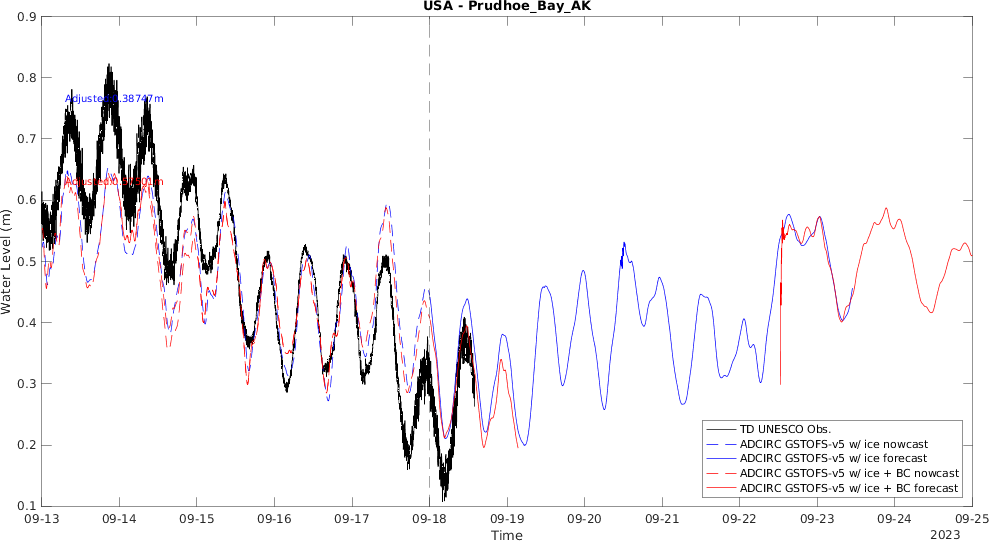 USA - Prudhoe_Bay_AK
0.9
0.8
0.7
0.6
0.5
0.4
0.3
0.2
0.1
Water Level (m)
Adjusted:0.38747m
TD UNESCO Obs.
ADCIRC GSTOFS-v5 w/ ice nowcast
ADCIRC GSTOFS-v5 w/ ice forecast
ADCIRC GSTOFS-v5 w/ ice + BC nowcast
ADCIRC GSTOFS-v5 w/ ice + BC forecast
09-13 09-14 09-15 09-16 09-17 09-18 09-19 09-20 09-21 09-22 09-23 09-24 09-25
Time
2023